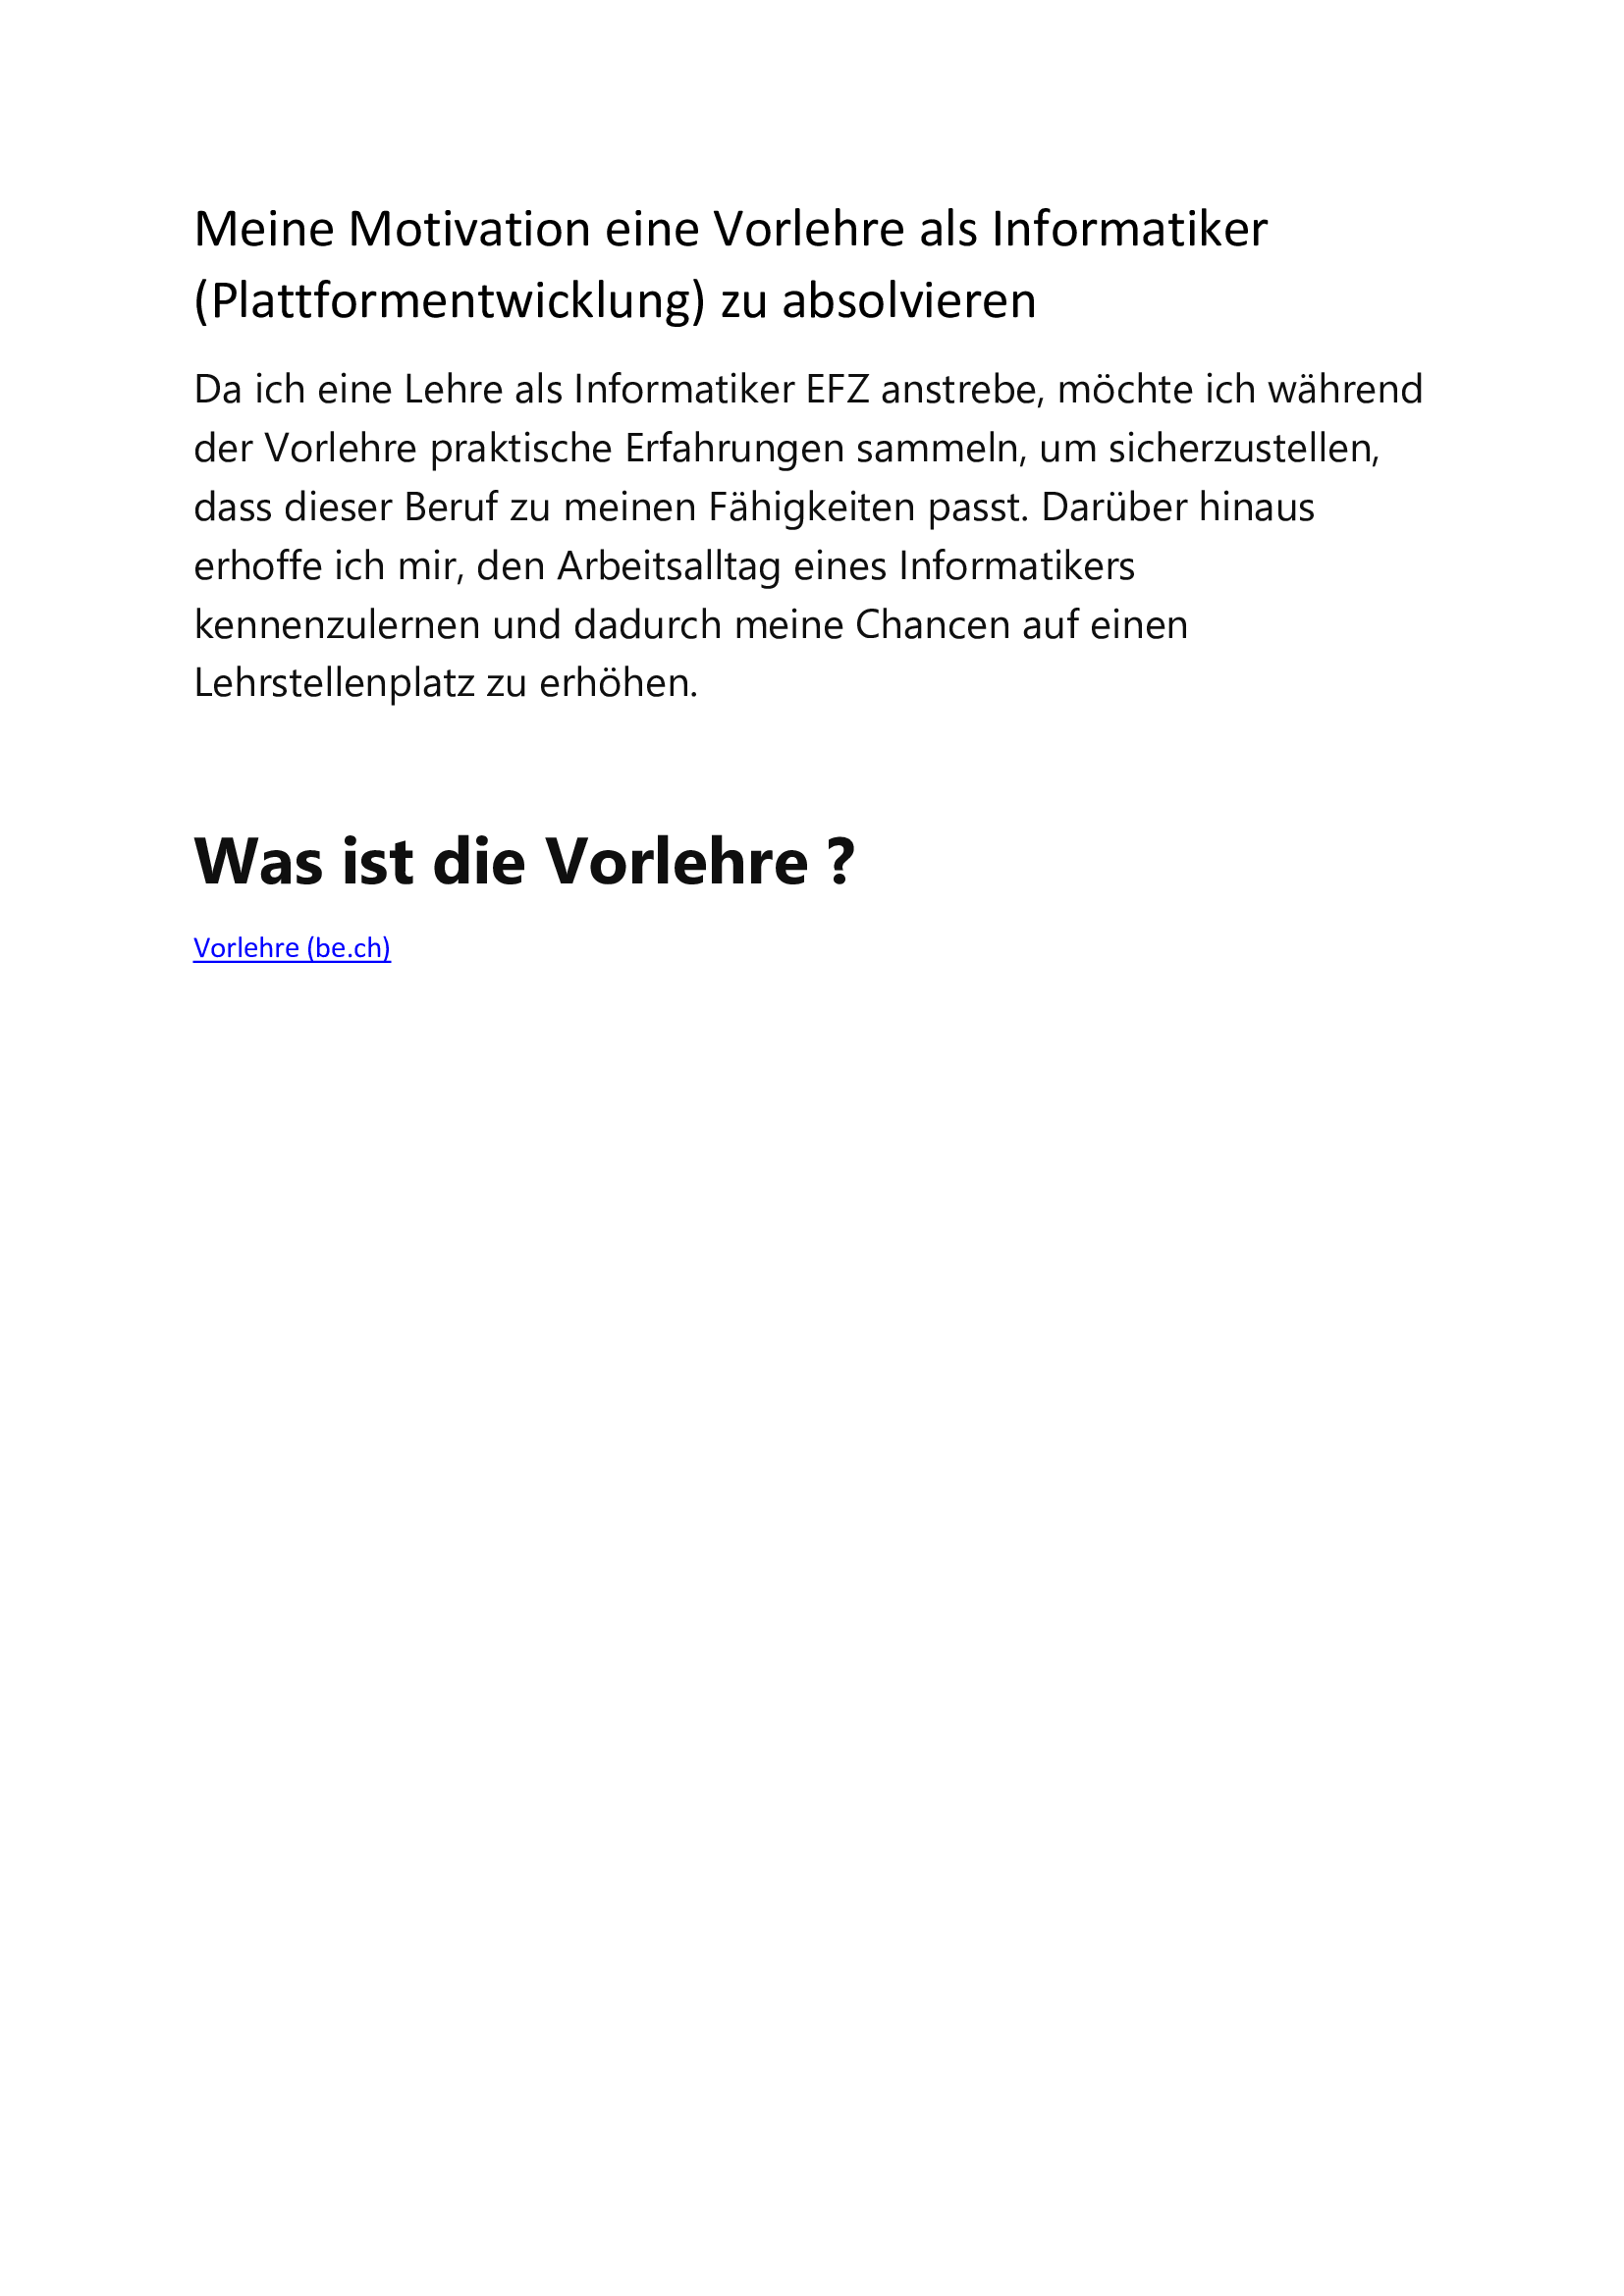 Meine Motivation eine Vorlehre als Informatiker
(Plattformentwicklung) zu absolvieren
Da ich eine Lehre als Informatiker EFZ anstrebe, möchte ich während
der Vorlehre praktische Erfahrungen sammeln, um sicherzustellen,
dass dieser Beruf zu meinen Fähigkeiten passt. Darüber hinaus
erhoffe ich mir, den Arbeitsalltag eines Informatikers
kennenzulernen und dadurch meine Chancen auf einen
Lehrstellenplatz zu erhöhen.
Was ist die Vorlehre ?
Vorlehre (be.ch)